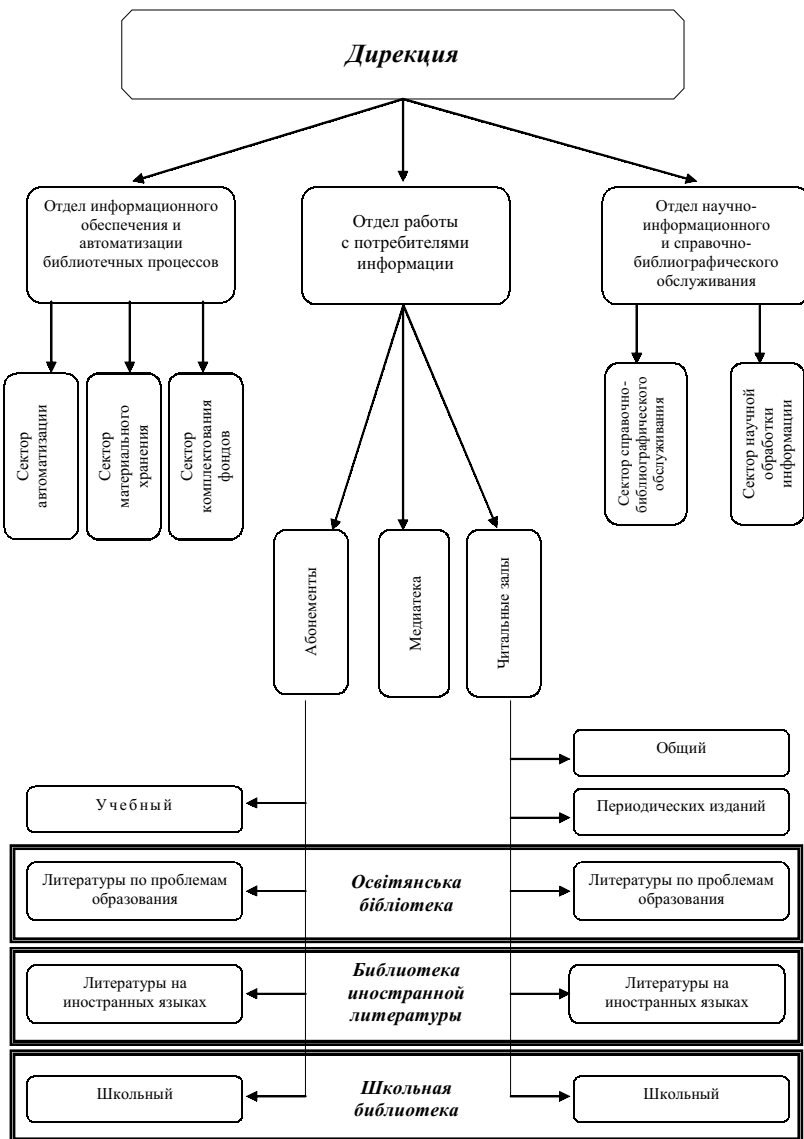 Дирекция
Отдел информационного
обеспечения и
автоматизации
библиотечных процессов
Отдел работы
с потребителями
информации
Отдел научно-
информационного
и справочно-
библиографического
обслуживания
Сектор
автоматизации
Сектор
материального
хранения
Сектор
комплектования
фондов
Сектор справочно-
библиографического
обслуживания
Сектор научной
обработки
информации
Абонементы
Медиатека
Читальные залы
Общий
Учебный
Периодических изданий
Литературы по проблемам
образования
Освітянська
бібліотека
Литературы по проблемам
образования
Литературы на
иностранных языках
Библиотека
иностранной
литературы
Литературы на
иностранных языках
Школьный
Школьная
библиотека
Школьный